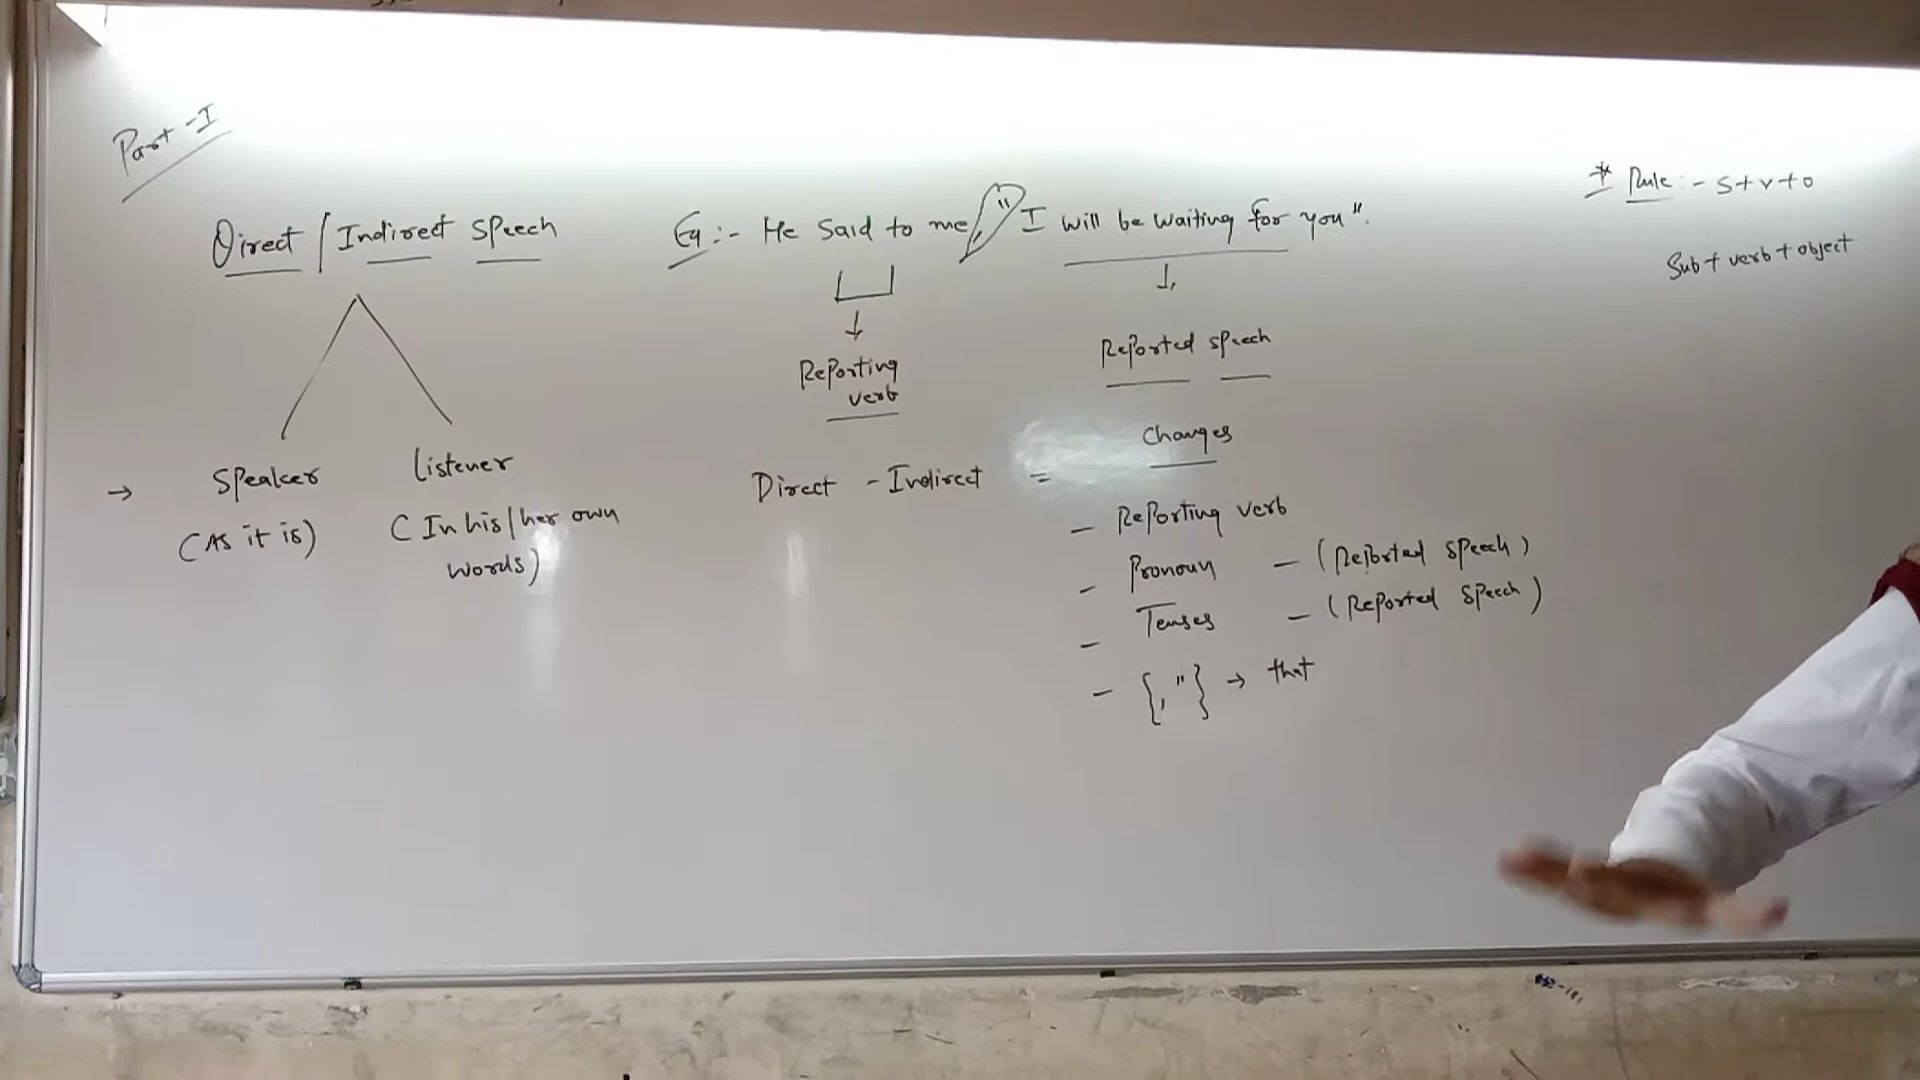 Part - I
Direct / Indirect Speech
Eg :- He said to me, "I will be waiting for you".
* Rule :- S + V + O
Sub + verb + object
Reporting
verb
Reported speech
Changes
Speaker
Listener
→ (As it is)
(In his/her own
words)
Direct - Indirect =
- Reporting verb
- Pronoun - (Reported speech)
- Tenses - (Reported speech)
- {, "} → that